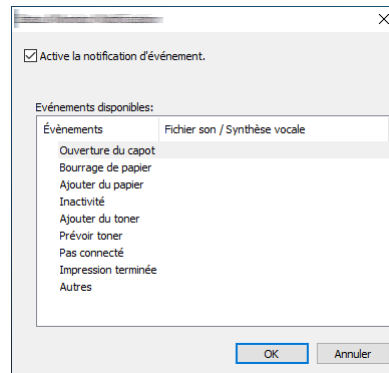 Active la notification d'événement.
Evénements disponibles:
Évènements Fichier son / Synthèse vocale
Ouverture du capot
Bourrage de papier
Ajouter du papier
Inactivité
Ajouter du toner
Prévoir toner
Pas connecté
Impression terminée
Autres
OK Annuler